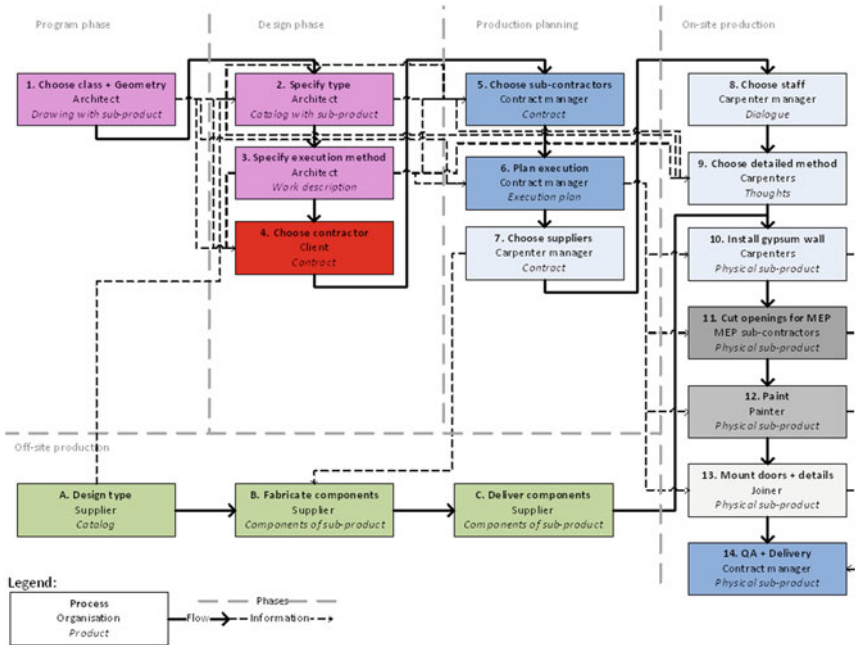 Program phase
Design phase
Production planning
On-site production
1. Choose class + Geometry
Architect
Drawing with sub-product
2. Specify type
Architect
Catalog with sub-product
3. Specify execution method
Architect
Work description
4. Choose contractor
Client
Contract
5. Choose sub-contractors
Contract manager
Contract
6. Plan execution
Contract manager
Execution plan
7. Choose suppliers
Carpenter manager
Contract
8. Choose staff
Carpenter manager
Dialogue
9. Choose detailed method
Carpenters
Thoughts
10. Install gypsum wall
Carpenters
Physical sub-product
11. Cut openings for MEP
MEP sub-contractors
Physical sub-product
12. Paint
Painter
Physical sub-product
13. Mount doors + details
Joiner
Physical sub-product
14. QA + Delivery
Contract manager
Physical sub-product
Off-site production
A. Design type
Supplier
Catalog
B. Fabricate components
Supplier
Components of sub-product
C. Deliver components
Supplier
Components of sub-product
Legend:
Process
Organisation
Product
Phases
Flow
Information